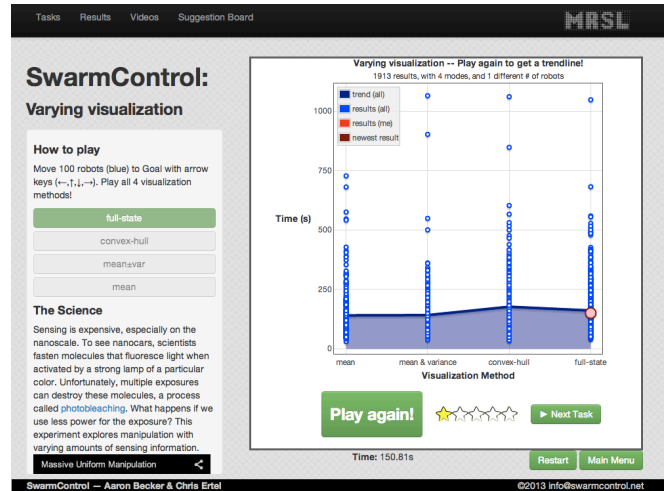 Tasks Results Videos Suggestion Board
MRSL
SwarmControl:
Varying visualization
How to play
Move 100 robots (blue) to Goal with arrow
keys (←,↑,↓,→). Play all 4 visualization
methods!
full-state
convex-hull
mean±var
mean
The Science
Sensing is expensive, especially on the
nanoscale. To see nanocars, scientists
fasten molecules that fluoresce light when
activated by a strong lamp of a particular
color. Unfortunately, multiple exposures
can destroy these molecules, a process
called photobleaching. What happens if we
use less power for the exposure? This
experiment explores manipulation with
varying amounts of sensing information.
Massive Uniform Manipulation
Varying visualization -- Play again to get a trendline!
1913 results, with 4 modes, and 1 different # of robots
trend (all)
results (all)
results (me)
newest result
1000
750
500
250
0
Time (s)
mean
mean & variance
convex-hull
full-state
Visualization Method
Play again!
► Next Task
Time: 150.81s
Restart
Main Menu
SwarmControl — Aaron Becker & Chris Ertel
©2013 info@swarmcontrol.net